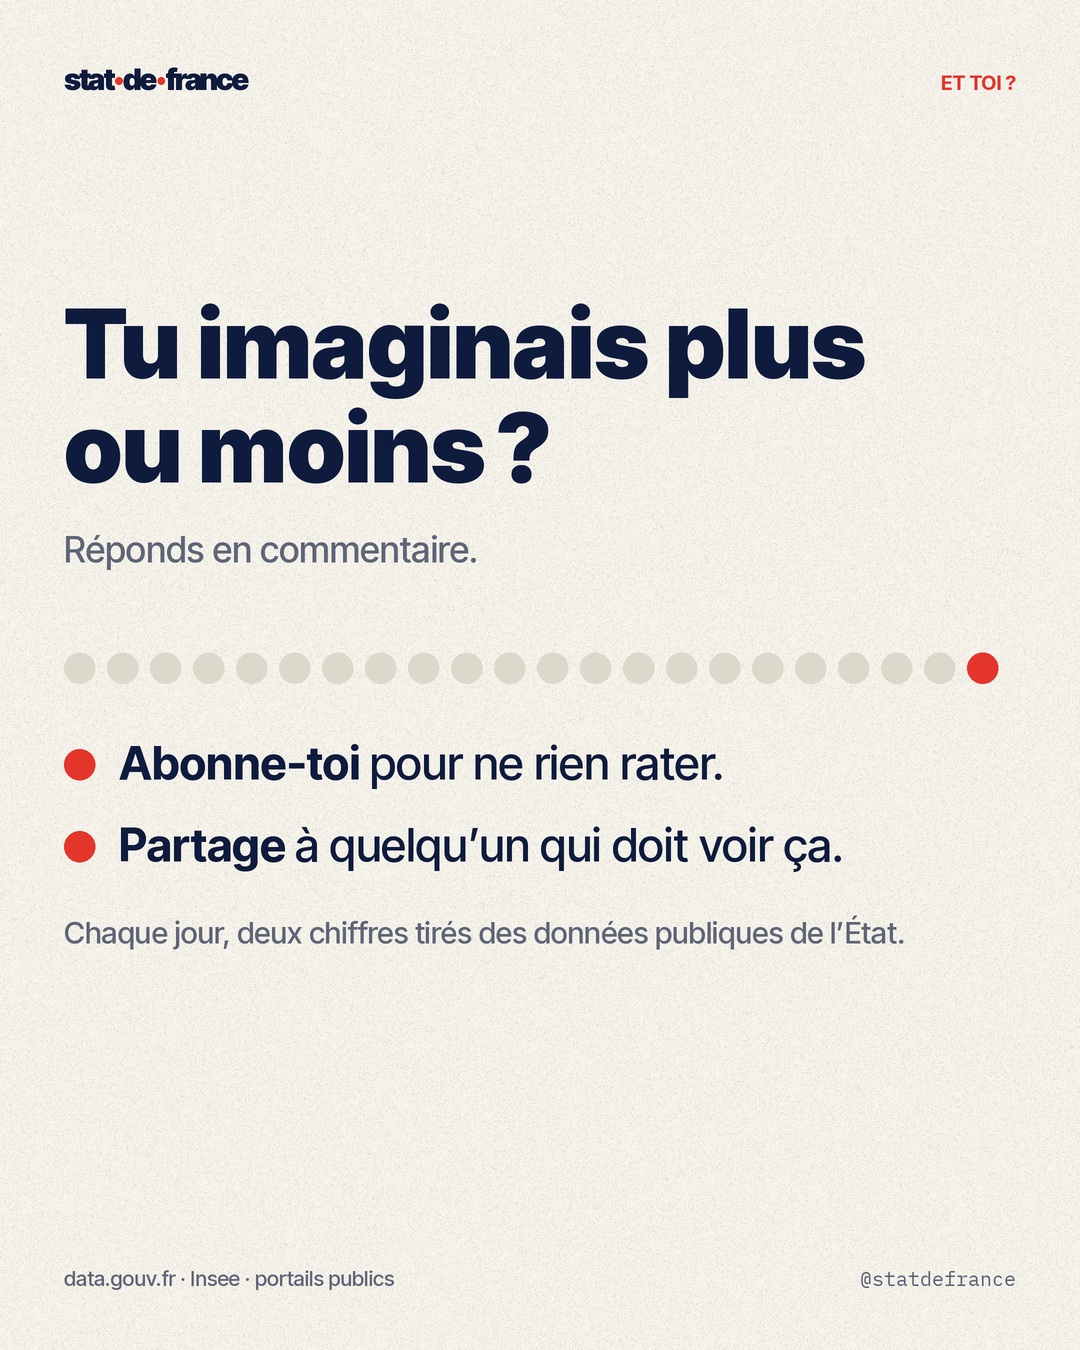 stat·de·france
ET TOI ?
Tu imaginais plus
ou moins ?
Réponds en commentaire.
Abonne-toi pour ne rien rater.
Partage à quelqu’un qui doit voir ça.
Chaque jour, deux chiffres tirés des données publiques de l’État.
data.gouv.fr · Insee · portails publics
@statdefrance